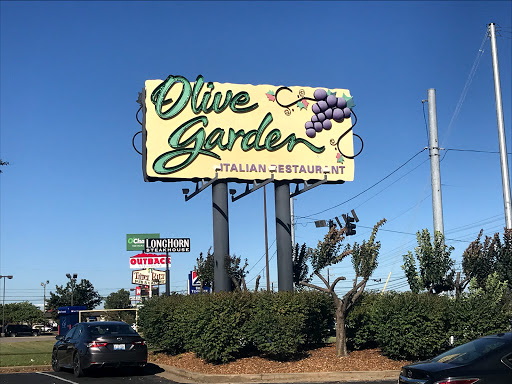 Olive
Garden
ITALIAN RESTAURANT
LONGHORN
STEAKHOUSE
OUTBACK